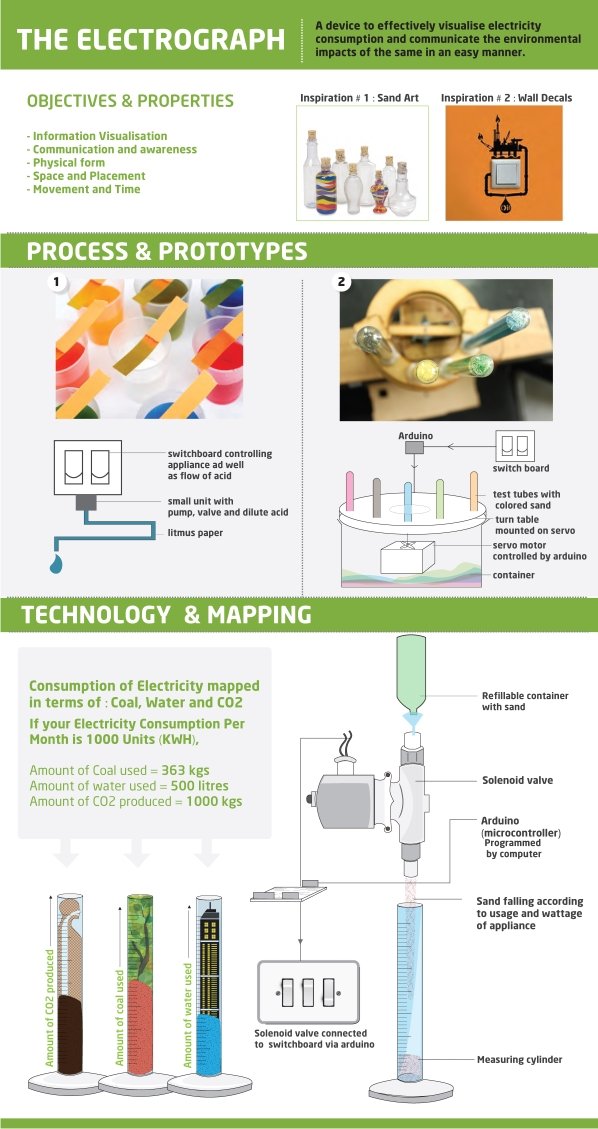 THE ELECTROGRAPH
A device to effectively visualise electricity
consumption and communicate the environmental
impacts of the same in an easy manner.
OBJECTIVES & PROPERTIES
- Information Visualisation
- Communication and awareness
- Physical form
- Space and Placement
- Movement and Time
Inspiration # 1 : Sand Art
Inspiration # 2 : Wall Decals
PROCESS & PROTOTYPES
1
switchboard controlling
appliance ad well
as flow of acid
small unit with
pump, valve and dilute acid
litmus paper
2
Arduino
switch board
test tubes with
colored sand
turn table
mounted on servo
servo motor
controlled by arduino
container
TECHNOLOGY & MAPPING
Consumption of Electricity mapped
in terms of : Coal, Water and CO2
If your Electricity Consumption Per
Month is 1000 Units (KWH),
Amount of Coal used = 363 kgs
Amount of water used = 500 litres
Amount of CO2 produced = 1000 kgs
Amount of CO2 produced
Amount of coal used
Amount of water used
Refillable container
with sand
Solenoid valve
Arduino
(microcontroller)
Programmed
by computer
Sand falling according
to usage and wattage
of appliance
Solenoid valve connected
to switchboard via arduino
Measuring cylinder